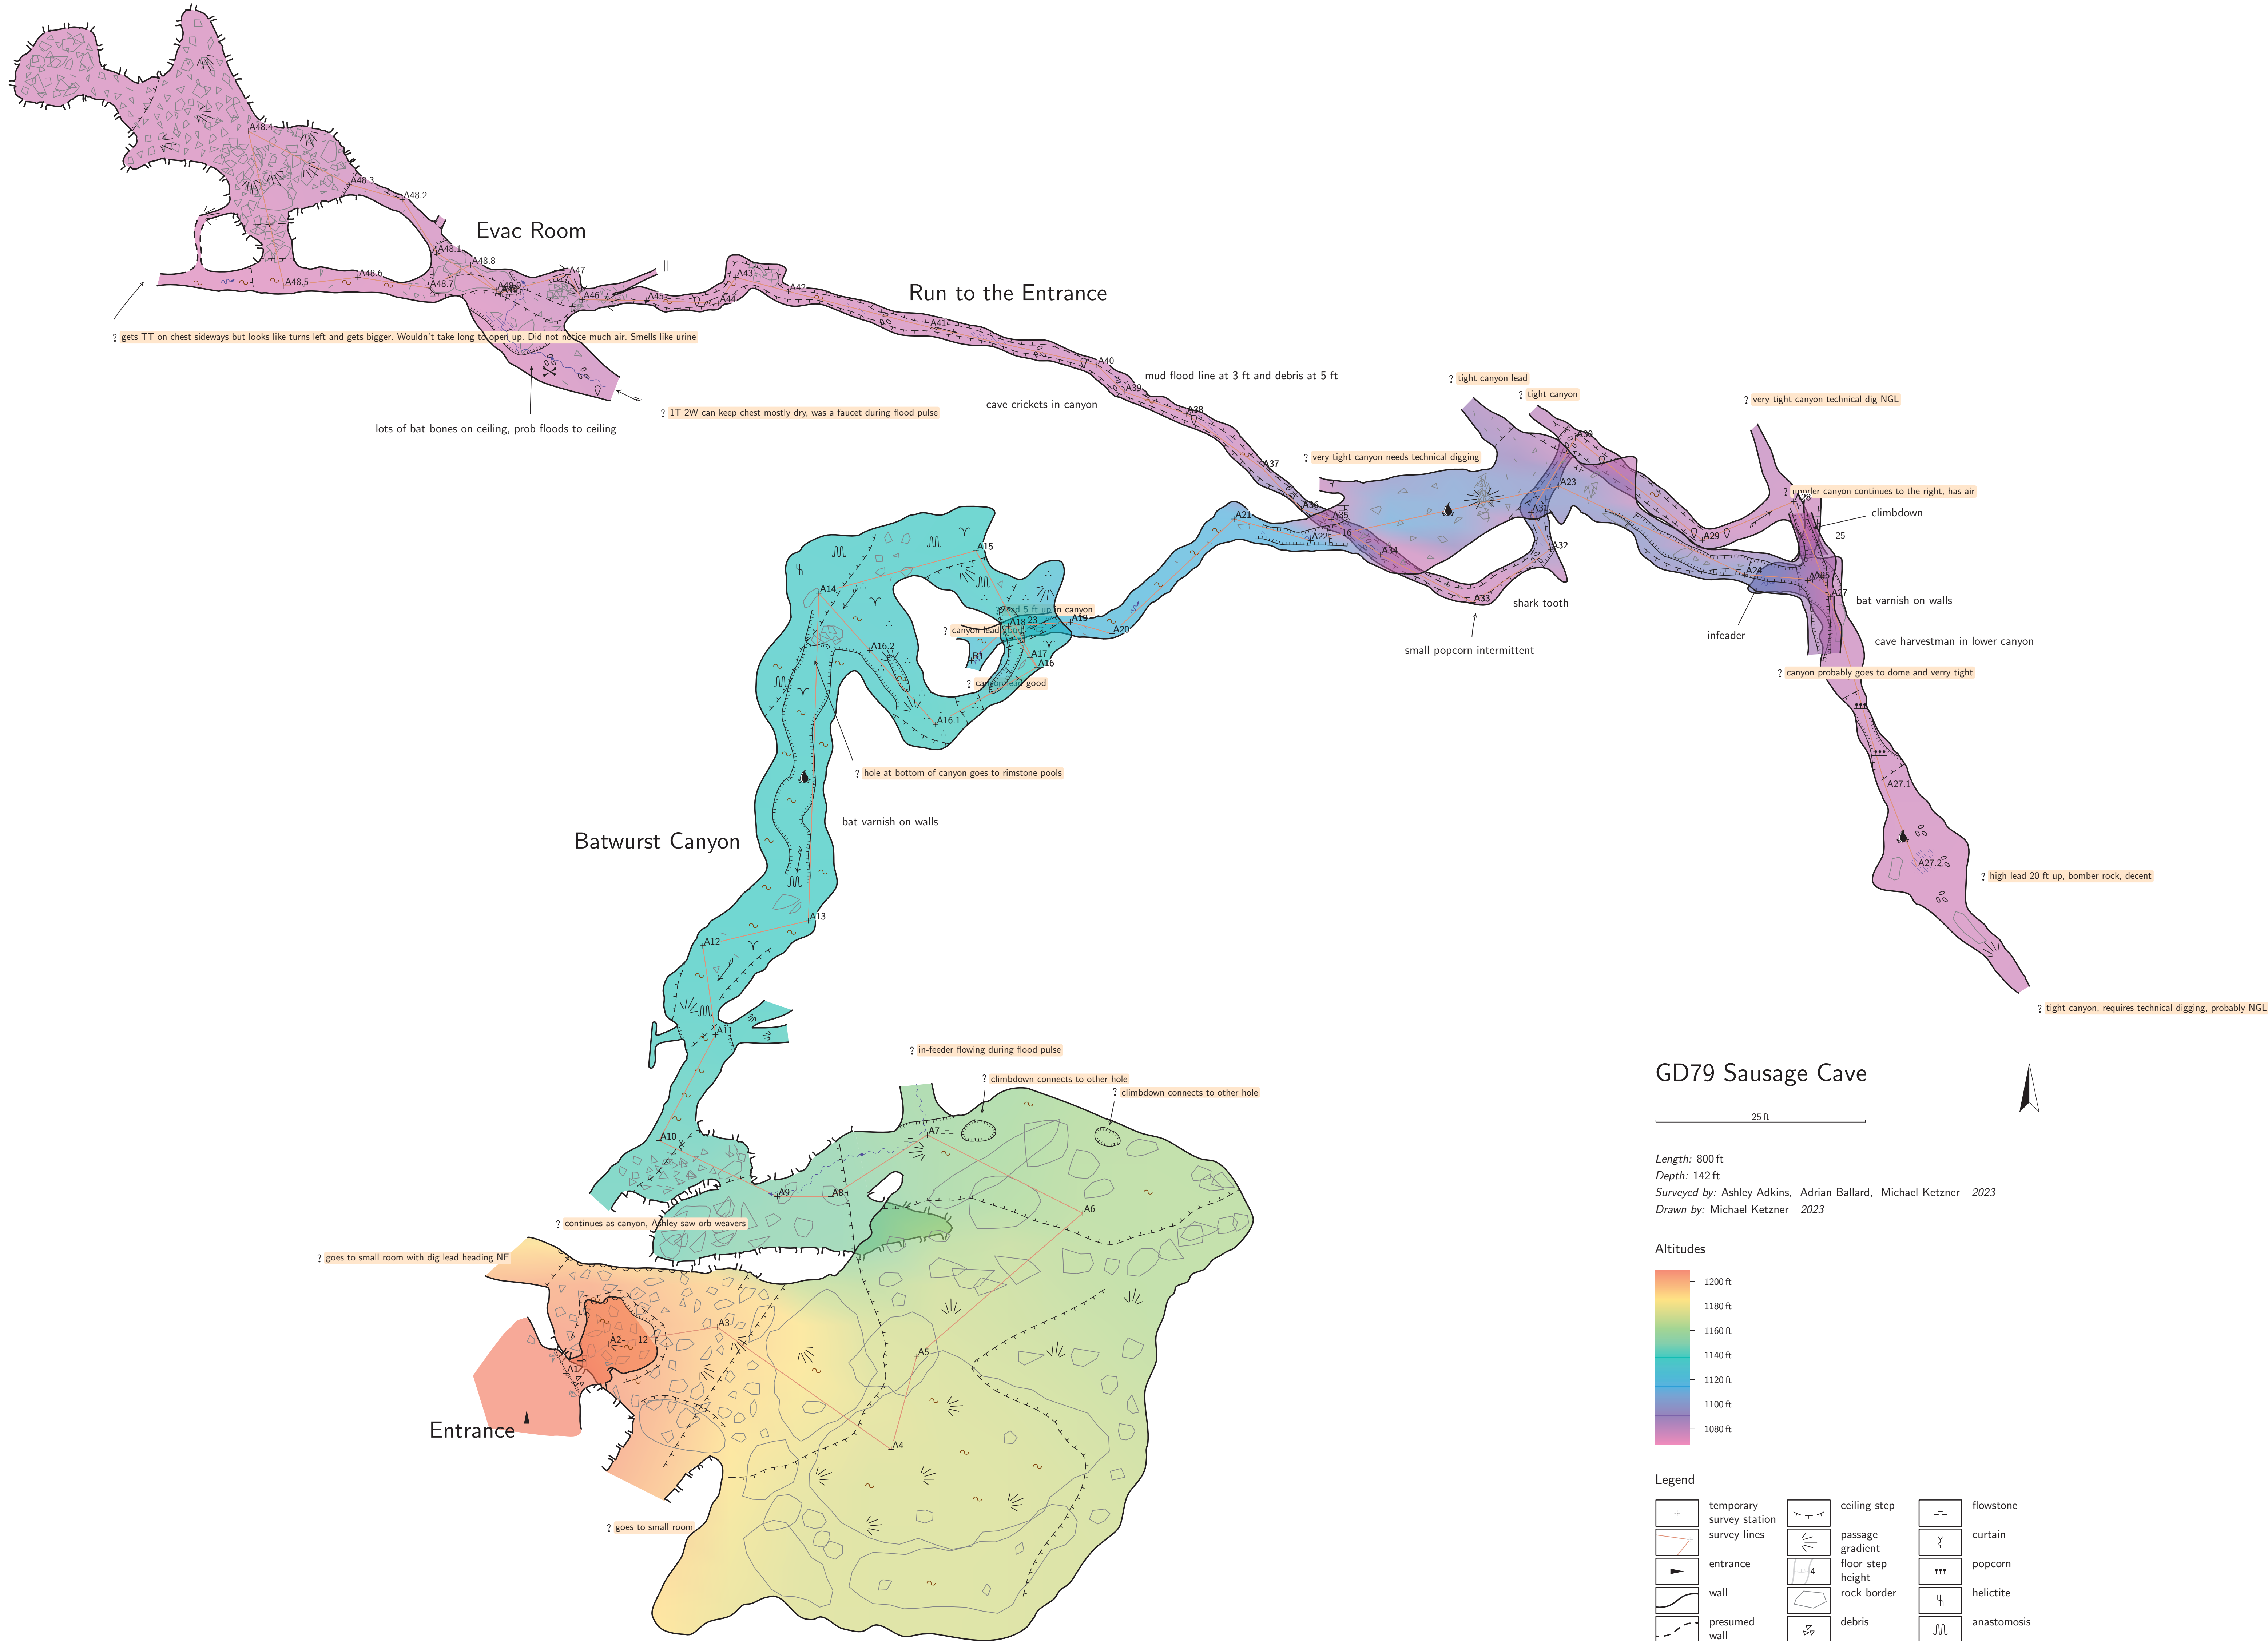 A48.4
A48.3
A48.2
Evac Room
A48.1
A48.8
A47
A48.6
A48.5
A48.7
A46
A45
A44
A43
A42
Run to the Entrance
A41
? gets TT on chest sideways but looks like turns left and gets bigger. Wouldn't take long to open up. Did not notice much air. Smells like urine
A40
mud flood line at 3 ft and debris at 5 ft
A39
cave crickets in canyon
A38
? 1T 2W can keep chest mostly dry, was a faucet during flood pulse
lots of bat bones on ceiling, prob floods to ceiling
? tight canyon lead
? tight canyon
? very tight canyon technical dig NGL
A30
? very tight canyon needs technical digging
A37
A23
A28
climbdown
25
A36
A35
A31
16
A21
A22
A34
A32
A29
A15
A14
A24
A27
A33
shark tooth
bat varnish on walls
A18
23
A19
A20
infeader
cave harvestman in lower canyon
small popcorn intermittent
A16.2
B1
A17
A16
? canyon probably goes to dome and verry tight
A16.1
? hole at bottom of canyon goes to rimstone pools
A27.1
bat varnish on walls
Batwurst Canyon
A27.2
? high lead 20 ft up, bomber rock, decent
A13
A12
? tight canyon, requires technical digging, probably NGL
A11
? in-feeder flowing during flood pulse
? climbdown connects to other hole
? climbdown connects to other hole
A10
A7
A9
A8
A6
? continues as canyon, Ashley saw orb weavers
? goes to small room with dig lead heading NE
A3
A2
12
A1
A5
Entrance
A4
? goes to small room
GD79 Sausage Cave
25 ft
Length: 800 ft
Depth: 142 ft
Surveyed by: Ashley Adkins, Adrian Ballard, Michael Ketzner 2023
Drawn by: Michael Ketzner 2023
Altitudes
1200 ft
1180 ft
1160 ft
1140 ft
1120 ft
1100 ft
1080 ft
Legend
temporary
survey station
survey lines
entrance
wall
presumed
wall
ceiling step
passage
gradient
4
floor step
height
rock border
debris
flowstone
curtain
popcorn
helictite
anastomosis